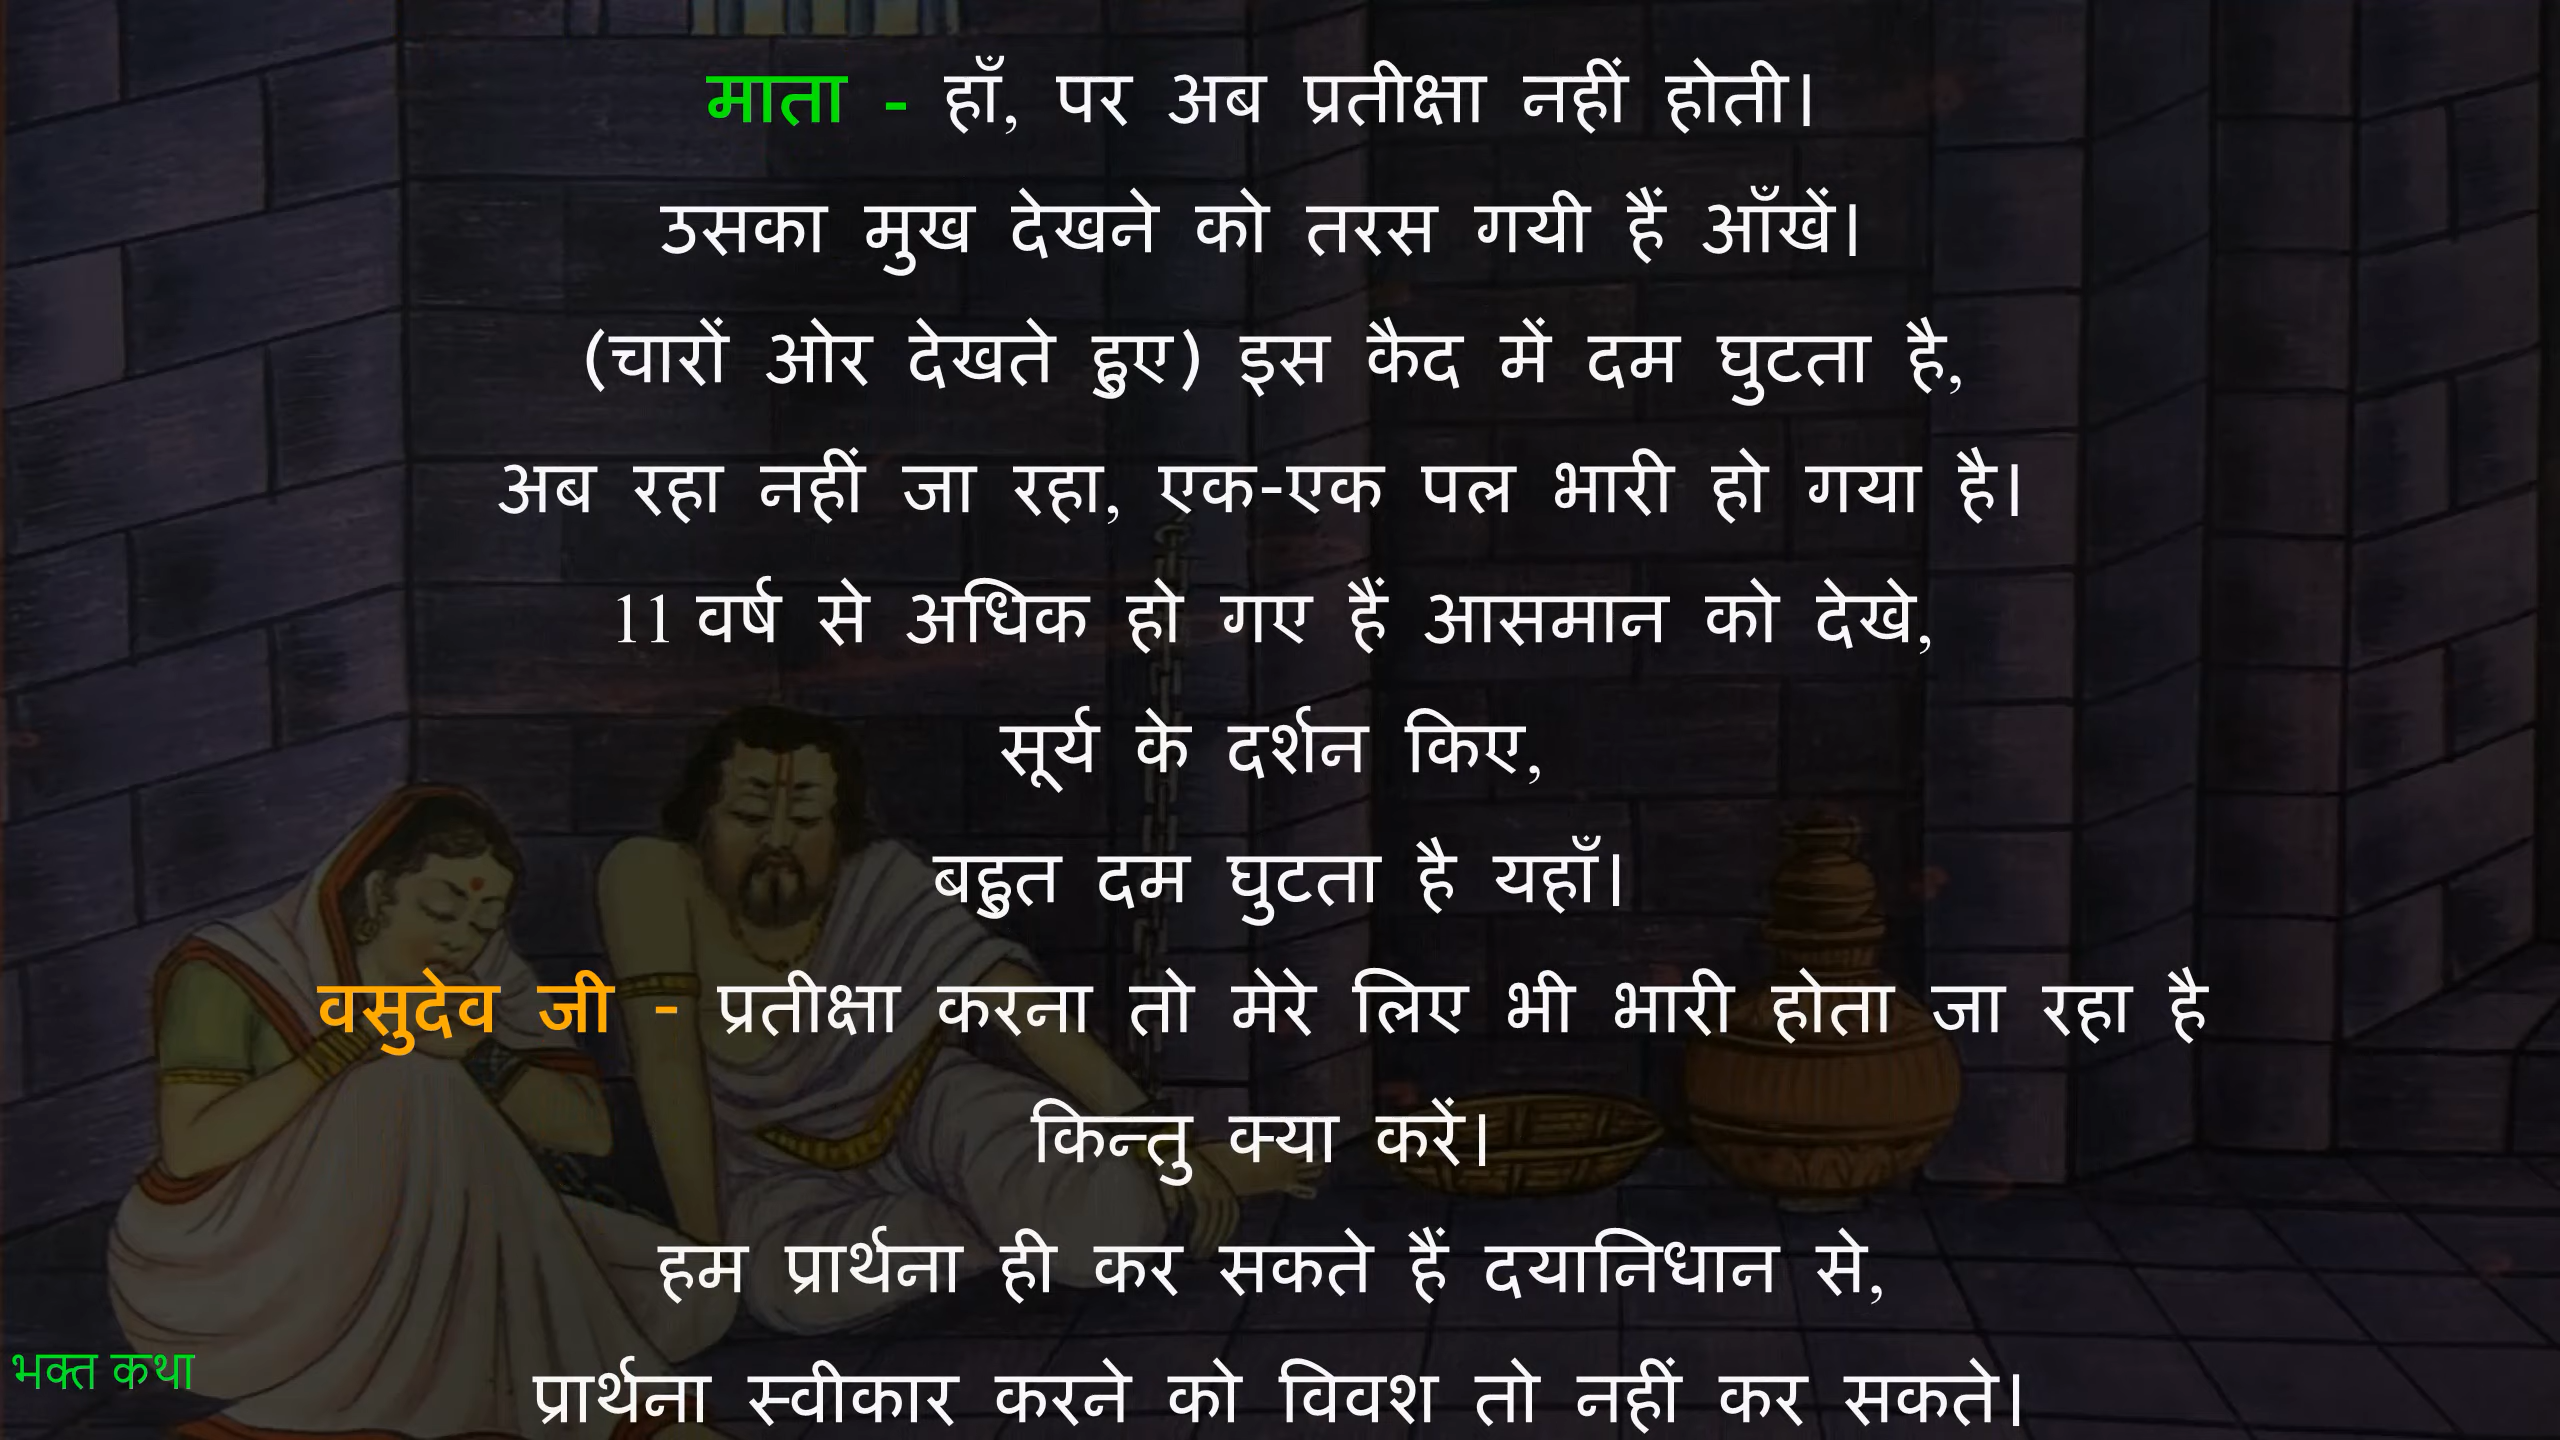 माता - हाँ, पर अब प्रतीक्षा नहीं होती।
उसका मुख देखने को तरस गयी हैं आँखें।
(चारों ओर देखते हुए) इस कैद में दम घुटता है,
अब रहा नहीं जा रहा, एक-एक पल भारी हो गया है।
11 वर्ष से अधिक हो गए हैं आसमान को देखे,
सूर्य के दर्शन किए,
बहुत दम घुटता है यहाँ।
वसुदेव जी - प्रतीक्षा करना तो मेरे लिए भी भारी होता जा रहा है
किन्तु क्या करें।
हम प्रार्थना ही कर सकते हैं दयानिधान से,
भक्त कथा
प्रार्थना स्वीकार करने को विवश तो नहीं कर सकते।